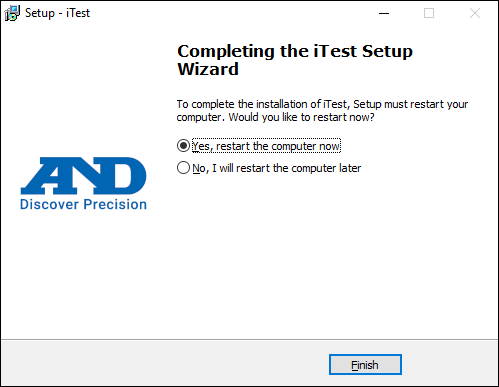 Setup - iTest
Completing the iTest Setup
Wizard
To complete the installation of iTest, Setup must restart your
computer. Would you like to restart now?
Yes, restart the computer now
No, I will restart the computer later
AND
Discover Precision
Finish